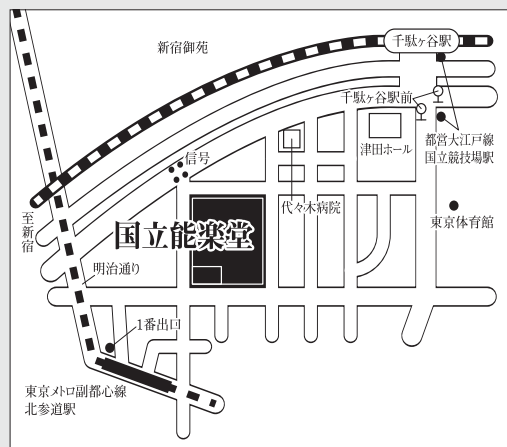 千駄ヶ谷駅
新宿御苑
千駄ヶ谷駅前
津田ホール
都営大江戸線
国立競技場駅
信号
代々木病院
東京体育館
至新宿
国立能楽堂
明治通り
1番出口
東京メトロ副都心線
北参道駅